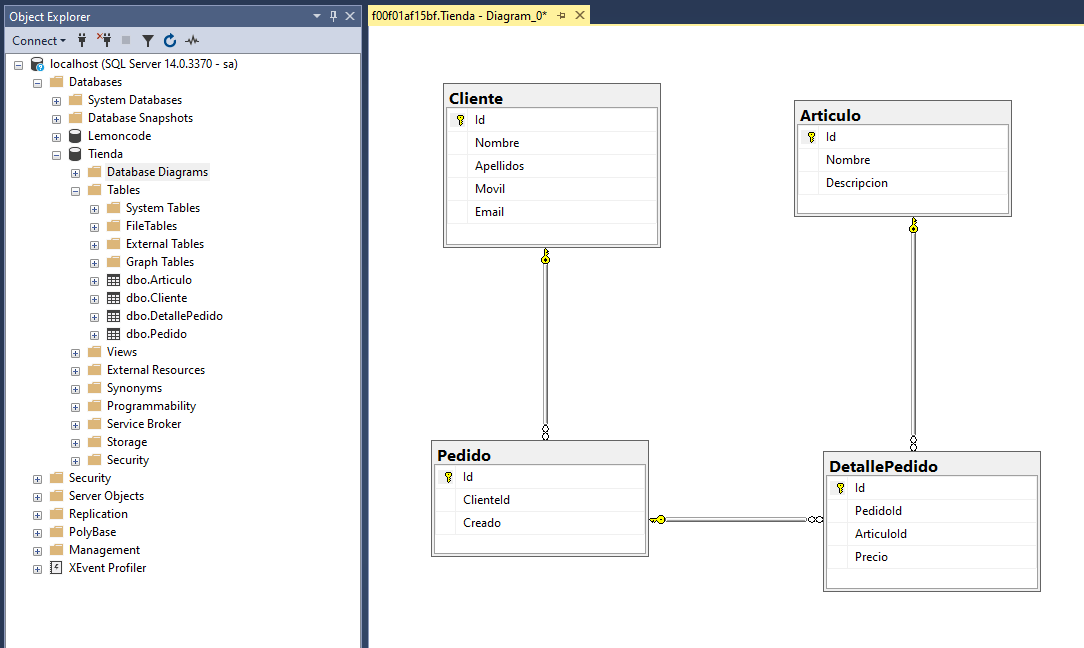 Object Explorer
Connect
localhost (SQL Server 14.0.3370 - sa)
Databases
System Databases
Database Snapshots
Lemoncode
Tienda
Database Diagrams
Tables
System Tables
FileTables
External Tables
Graph Tables
dbo.Articulo
dbo.Cliente
dbo.DetallePedido
dbo.Pedido
Views
External Resources
Synonyms
Programmability
Service Broker
Storage
Security
Security
Server Objects
Replication
PolyBase
Management
XEvent Profiler
f00f01af15bf.Tienda - Diagram_0*
Cliente
Id
Nombre
Apellidos
Movil
Email
Articulo
Id
Nombre
Descripcion
Pedido
Id
ClienteId
Creado
DetallePedido
Id
PedidoId
ArticuloId
Precio